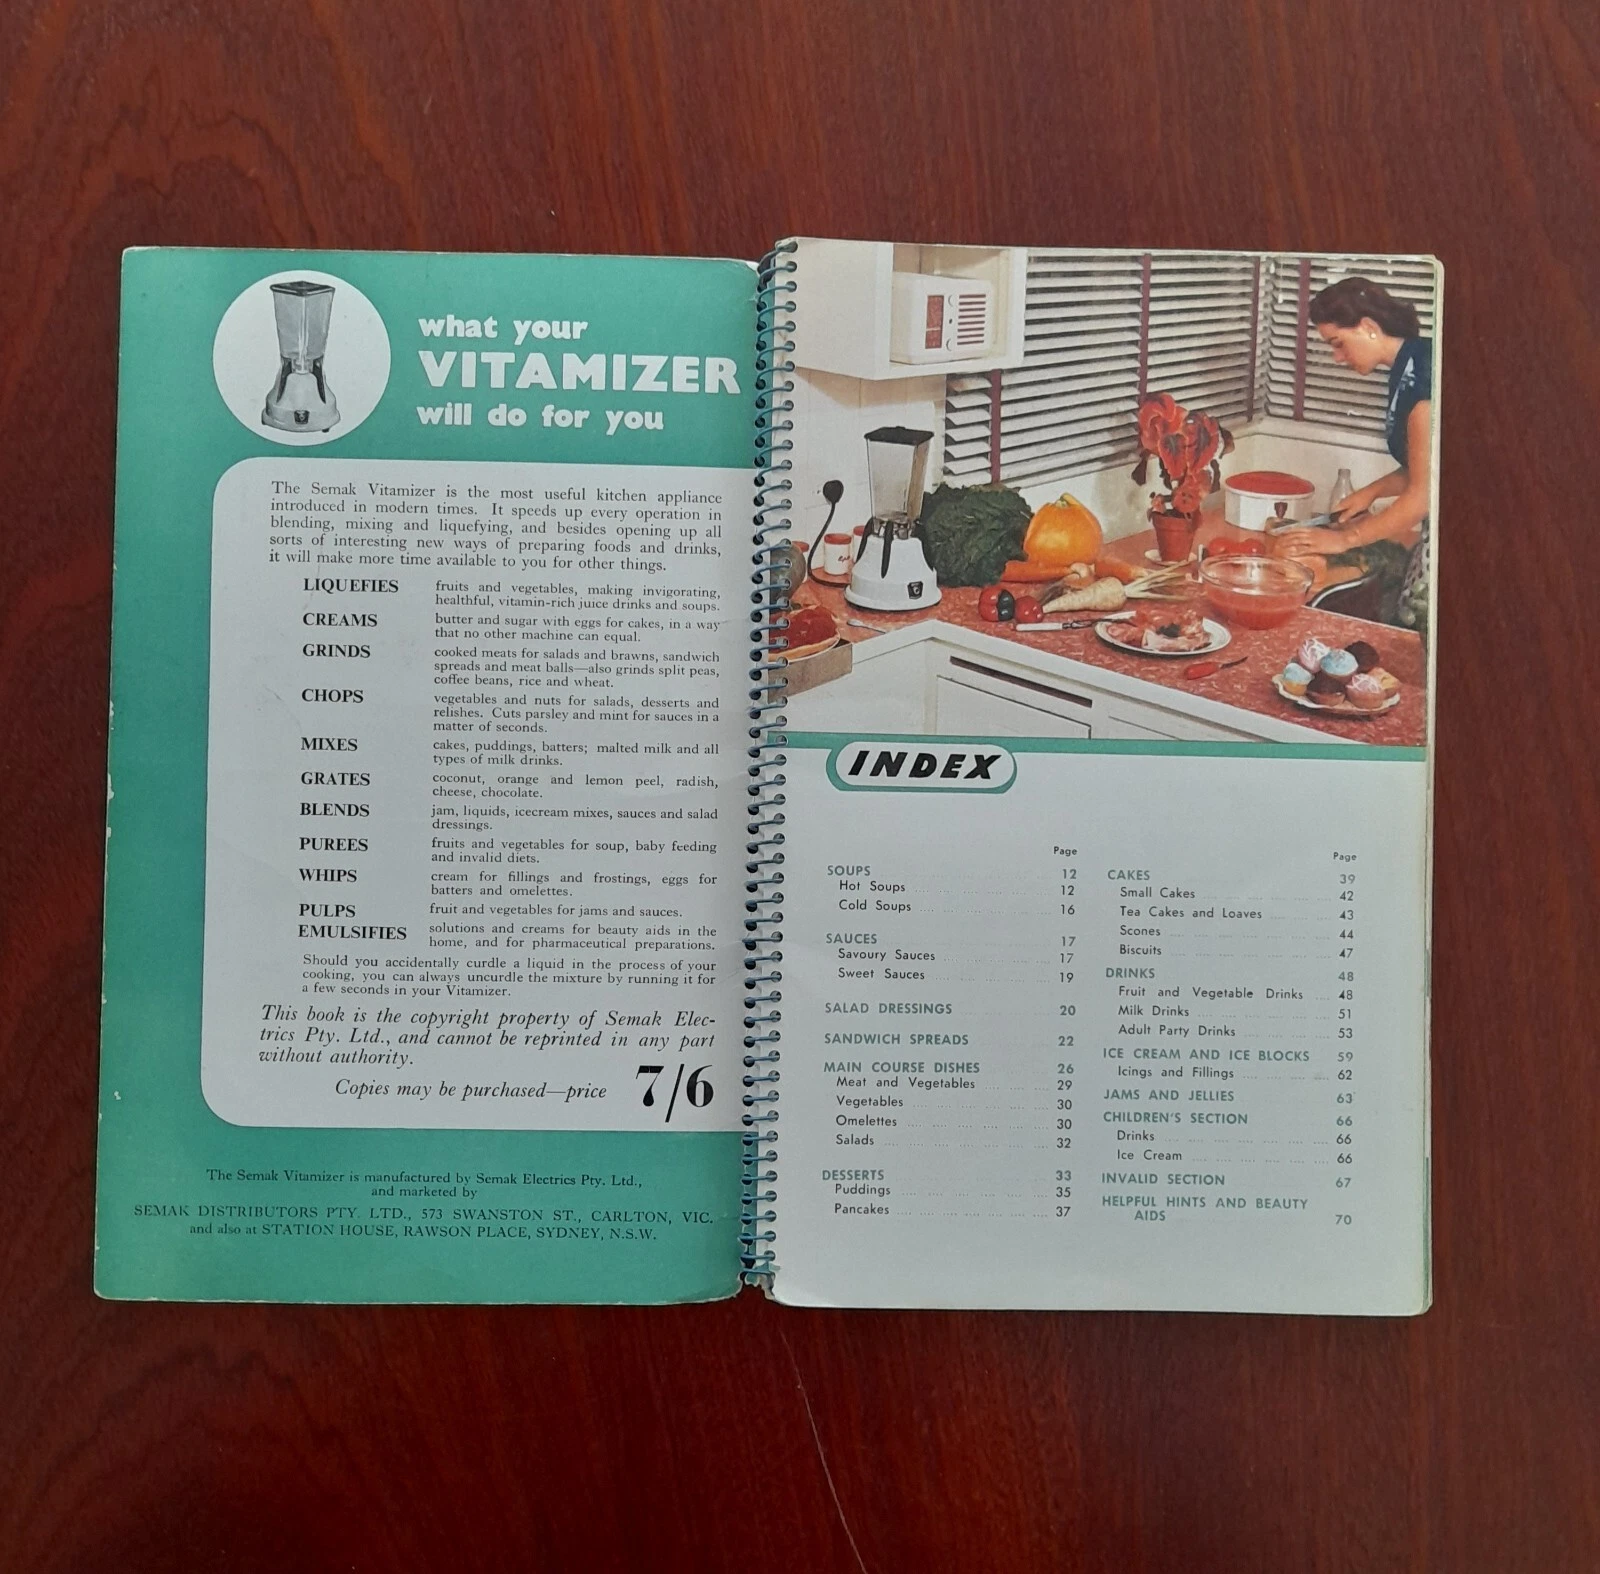 what your
VITAMIZER
will do for you
The Semak Vitamizer is the most useful kitchen appliance
introduced in modern times. It speeds up every operation in
blending, mixing and liquefying, and besides opening up all
sorts of interesting new ways of preparing foods and drinks,
it will make more time available to you for other things.
LIQUEFIES fruits and vegetables, making invigorating,
healthful, vitamin-rich juice drinks and soups.
CREAMS butter and sugar with eggs for cakes, in a way
that no other machine can equal.
GRINDS cooked meats for salads and brawns, sandwich
spreads and meat balls—also grinds split peas,
coffee beans, rice and wheat.
CHOPS vegetables and nuts for salads, desserts and
relishes. Cuts parsley and mint for sauces in a
matter of seconds.
MIXES cakes, puddings, batters; malted milk and all
types of milk drinks.
GRATES coconut, orange and lemon peel, radish,
cheese, chocolate.
BLENDS jam, liquids, icecream mixes, sauces and salad
dressings.
PUREES fruits and vegetables for soup, baby feeding
and invalid diets.
WHIPS cream for fillings and frostings, eggs for
batters and omelettes.
PULPS fruit and vegetables for jams and sauces.
EMULSIFIES solutions and creams for beauty aids in the
home, and for pharmaceutical preparations.
Should you accidentally curdle a liquid in the process of your
cooking, you can always uncurdle the mixture by running it for
a few seconds in your Vitamizer.
This book is the copyright property of Semak Elec-
trics Pty. Ltd., and cannot be reprinted in any part
without authority.
Copies may be purchased—price 7/6
The Semak Vitamizer is manufactured by Semak Electrics Pty. Ltd.,
and marketed by
SEMAK DISTRIBUTORS PTY. LTD., 573 SWANSTON ST., CARLTON, VIC.
and also at STATION HOUSE, RAWSON PLACE, SYDNEY, N.S.W.
INDEX
Page
SOUPS 12
Hot Soups 12
Cold Soups 16
SAUCES 17
Savoury Sauces 17
Sweet Sauces 19
SALAD DRESSINGS 20
SANDWICH SPREADS 22
MAIN COURSE DISHES 26
Meat and Vegetables 29
Vegetables 30
Omelettes 30
Salads 32
DESSERTS 33
Puddings 35
Pancakes 37
Page
CAKES 39
Small Cakes 42
Tea Cakes and Loaves 43
Scones 44
Biscuits 47
DRINKS 48
Fruit and Vegetable Drinks 48
Milk Drinks 51
Adult Party Drinks 53
ICE CREAM AND ICE BLOCKS 59
Icings and Fillings 62
JAMS AND JELLIES 63
CHILDREN'S SECTION 66
Drinks 66
Ice Cream 66
INVALID SECTION 67
HELPFUL HINTS AND BEAUTY
AIDS 70